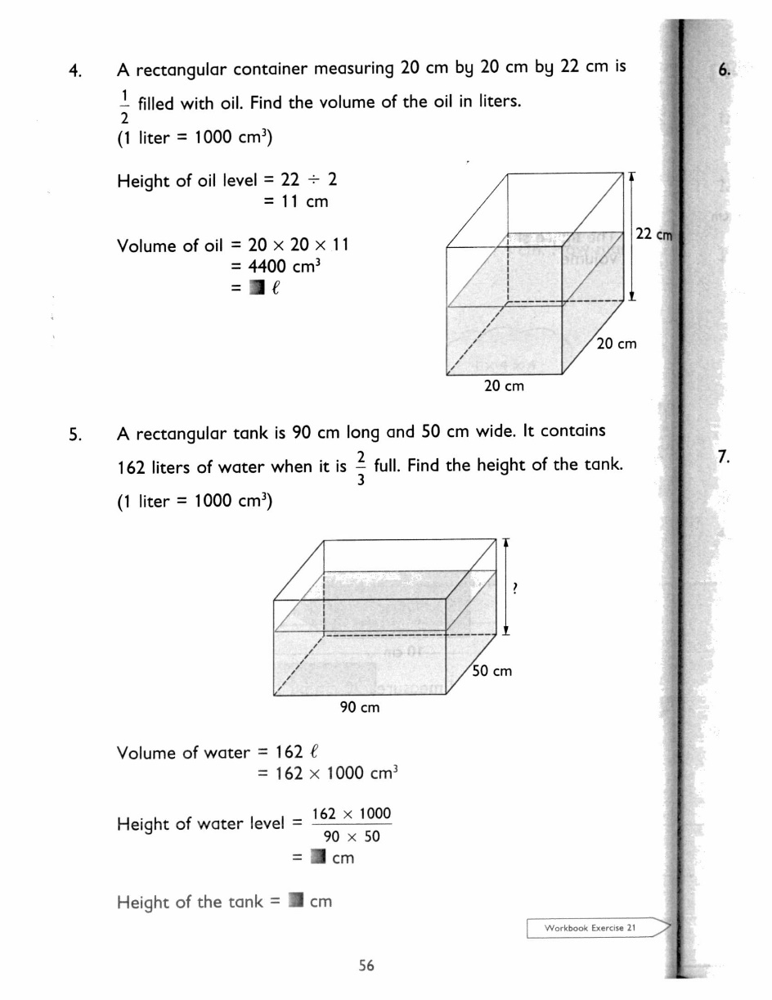 4. A rectangular container measuring 20 cm by 20 cm by 22 cm is
1/2 filled with oil. Find the volume of the oil in liters.
(1 liter = 1000 cm³)
Height of oil level = 22 ÷ 2
= 11 cm
Volume of oil = 20 × 20 × 11
= 4400 cm³
= ■ ℓ
22 cm
20 cm
20 cm
5. A rectangular tank is 90 cm long and 50 cm wide. It contains
162 liters of water when it is 2/3 full. Find the height of the tank.
(1 liter = 1000 cm³)
?
50 cm
90 cm
Volume of water = 162 ℓ
= 162 × 1000 cm³
Height of water level = (162 × 1000)/(90 × 50)
= ■ cm
Height of the tank = ■ cm
Workbook Exercise 21
56
6.
7.